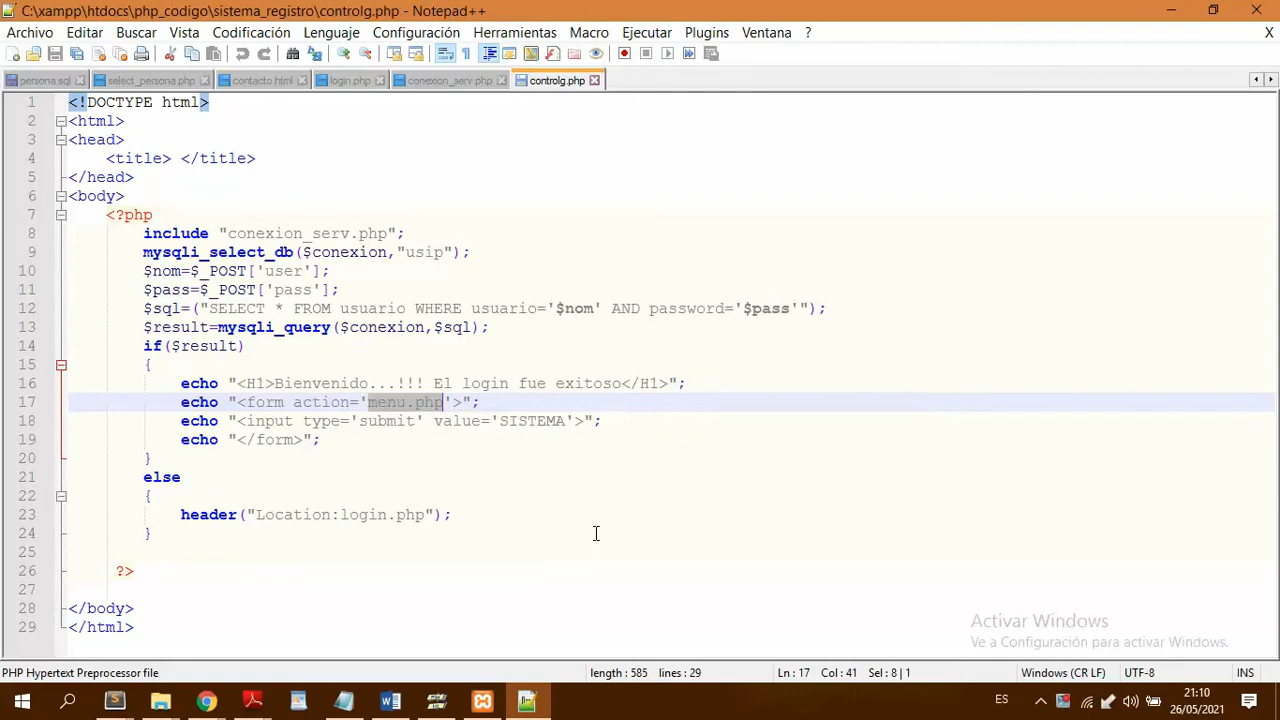 C:\xampp\htdocs\php_codigo\sistema_registro\controlg.php - Notepad++
Archivo Editar Buscar Vista Codificación Lenguaje Configuración Herramientas Macro Ejecutar Plugins Ventana ? X
persona.sql select_persona.php contacto.html login.php conexion_serv.php controlg.php
1 <!DOCTYPE html>
2 <html>
3 <head>
4 <title> </title>
5 </head>
6 <body>
7 <?php
8 include "conexion_serv.php";
9 mysqli_select_db($conexion,"usip");
10 $nom=$_POST['user'];
11 $pass=$_POST['pass'];
12 $sql=("SELECT * FROM usuario WHERE usuario='$nom' AND password='$pass'");
13 $result=mysqli_query($conexion,$sql);
14 if($result)
15 {
16 echo "<H1>Bienvenido...!!! El login fue exitoso</H1>";
17 echo "<form action='menu.php'>";
18 echo "<input type='submit' value='SISTEMA'>";
19 echo "</form>";
20 }
21 else
22 {
23 header("Location:login.php");
24 }
25
26 ?>
27
28 </body>
29 </html>
Activar Windows
Ve a Configuración para activar Windows.
PHP Hypertext Preprocessor file length : 585 lines : 29 Ln : 17 Col : 41 Sel : 8 | 1 Windows (CR LF) UTF-8 INS
ES 21:10
26/05/2021